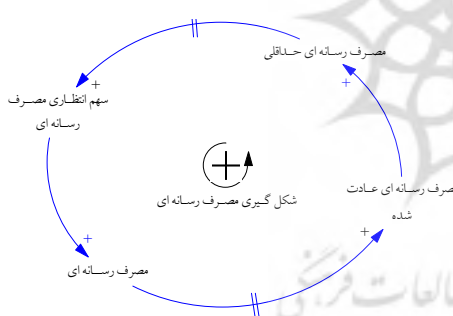 مصرف رسانه ای حداقلی
+
+
سهم انتظاری مصرف
رسانه ای
مصرف رسانه ای عادت
شده
شکل گیری مصرف رسانه ای
+
+
مصرف رسانه ای